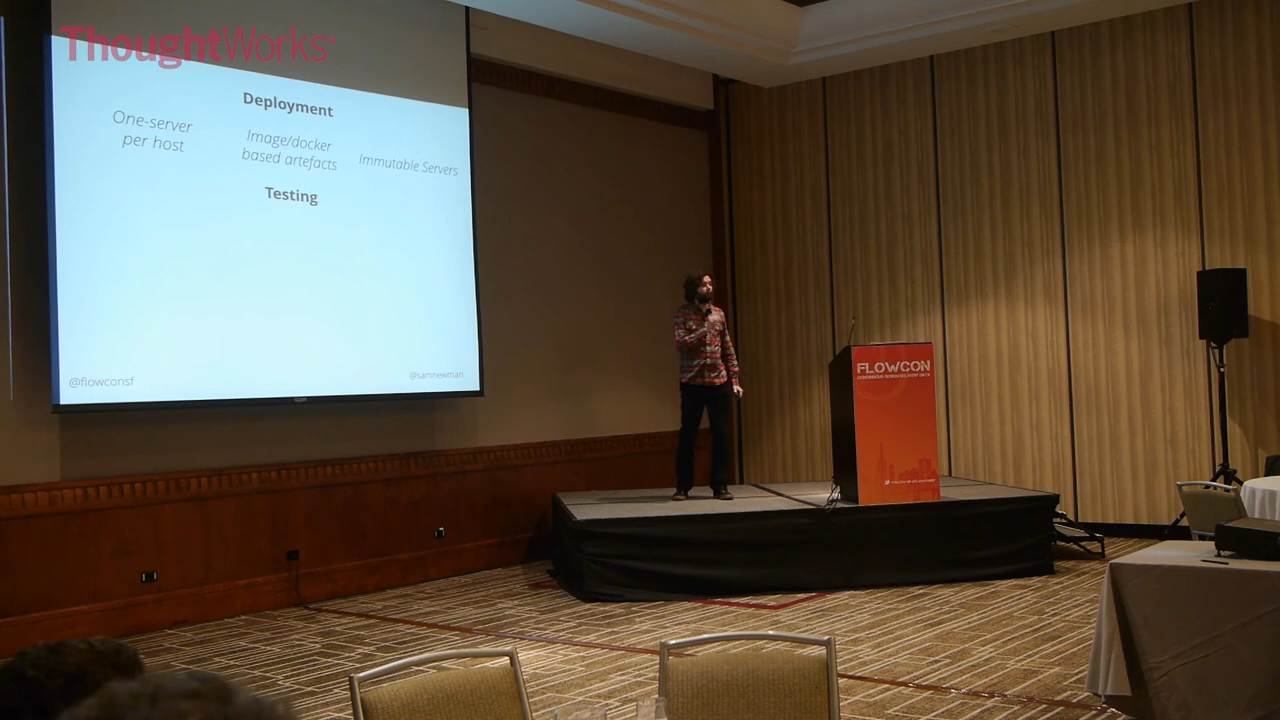 ThoughtWorks
Deployment
One-server
per host
Image/docker
based artefacts
Immutable Servers
Testing
@flowconsf
@samnewman
FLOWCON